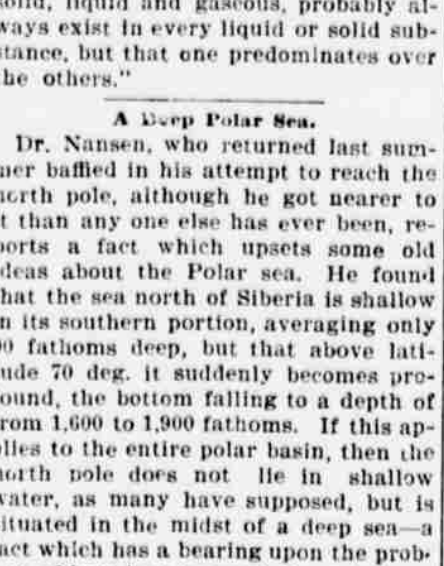 solid, liquid and gaseous, probably al-
ways exist in every liquid or solid sub-
stance, but that one predominates over
the others."
A Deep Polar Sea.
Dr. Nansen, who returned last sum-
mer baffled in his attempt to reach the
north pole, although he got nearer to
it than any one else has ever been, re-
ports a fact which upsets some old
ideas about the Polar sea. He found
that the sea north of Siberia is shallow
in its southern portion, averaging only
fathoms deep, but that above lati-
tude 70 deg. it suddenly becomes pro-
found, the bottom falling to a depth of
from 1,600 to 1,900 fathoms. If this ap-
plies to the entire polar basin, then the
north pole does not lie in shallow
water, as many have supposed, but is
situated in the midst of a deep sea—a
fact which has a bearing upon the prob-